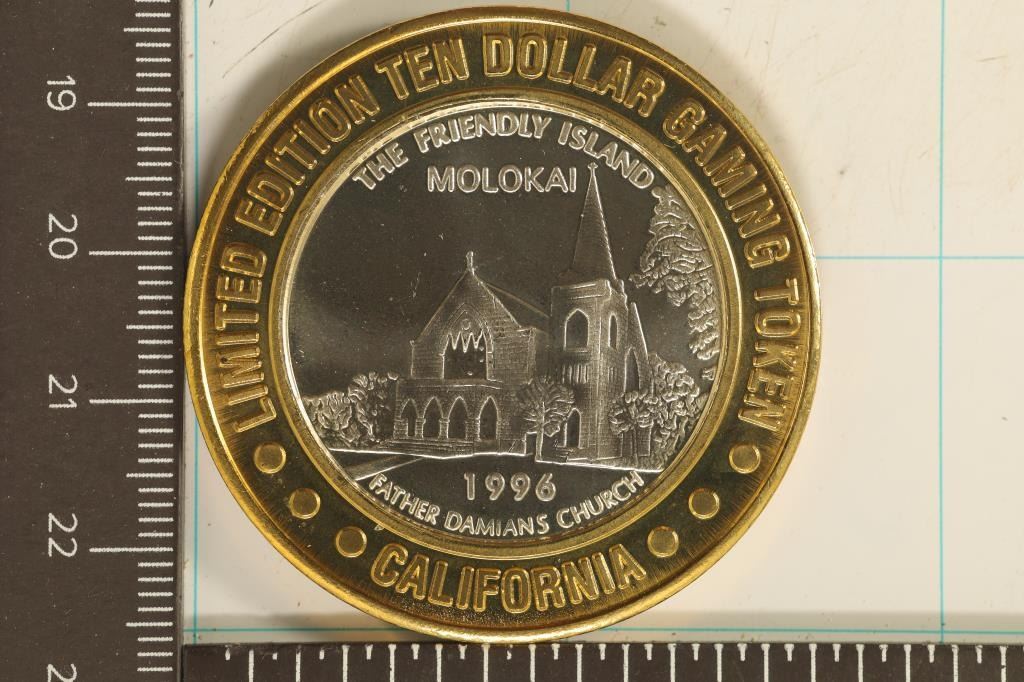 LIMITED EDITION TEN DOLLAR GAMING TOKEN
THE FRIENDLY ISLAND
MOLOKAI
1996
FATHER DAMIANS CHURCH
CALIFORNIA
19
20
21
22